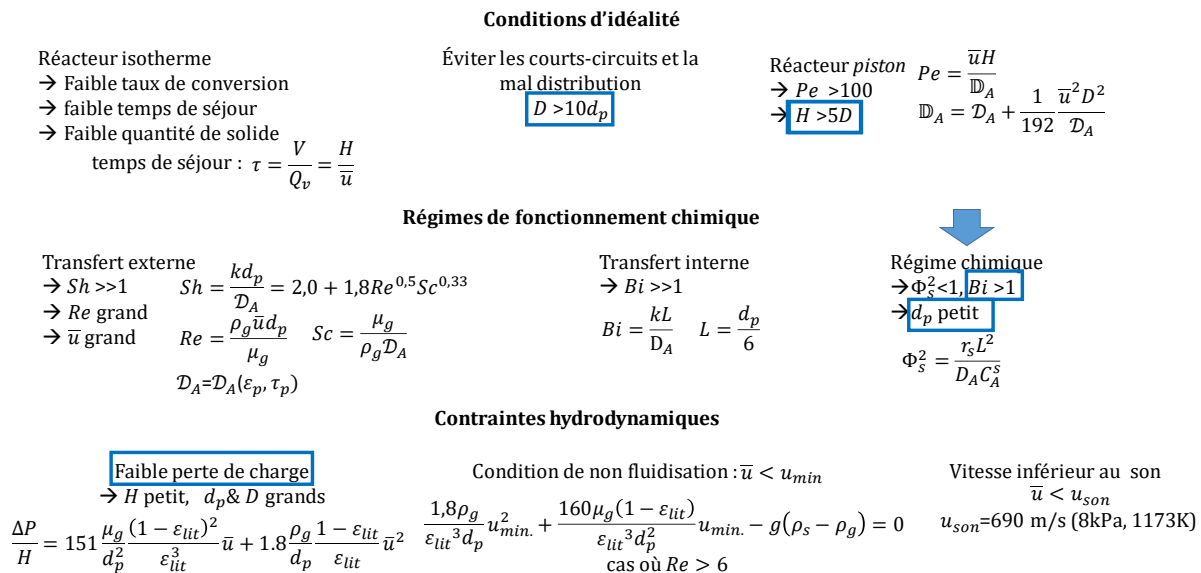 Conditions d’idéalité
Réacteur isotherme
→ Faible taux de conversion
→ faible temps de séjour
→ Faible quantité de solide
temps de séjour : τ = V/Q_v = H/ū
Éviter les courts-circuits et la
mal distribution
D >10d_p
Réacteur piston
→ Pe >100
→ H >5D
Pe = ūH/𝔻_A
𝔻_A = 𝒟_A + 1/192 ū²D²/𝒟_A
Régimes de fonctionnement chimique
Transfert externe
→ Sh >>1
→ Re grand
→ ū grand
Sh = kd_p/𝒟_A = 2,0 + 1,8Re^0,5 Sc^0,33
Re = ρ_g ūd_p/μ_g   Sc = μ_g/ρ_g𝒟_A
𝒟_A=𝒟_A(ε_p, τ_p)
Transfert interne
→ Bi >>1
Bi = kL/D_A   L = d_p/6
Régime chimique
→Φ_s²<1, Bi >1
→d_p petit
Φ_s² = r_s L²/D_A C_A^s
Contraintes hydrodynamiques
Faible perte de charge
→ H petit, d_p& D grands
ΔP/H = 151 μ_g/d_p² (1 − ε_lit)²/ε_lit³ ū + 1.8 ρ_g/d_p (1 − ε_lit)/ε_lit ū²
Condition de non fluidisation : ū < u_min
1,8ρ_g/ε_lit³d_p u²_min. + 160μ_g(1 − ε_lit)/ε_lit³d_p² u_min. − g(ρ_s − ρ_g) = 0
cas où Re > 6
Vitesse inférieur au son
ū < u_son
u_son=690 m/s (8kPa, 1173K)